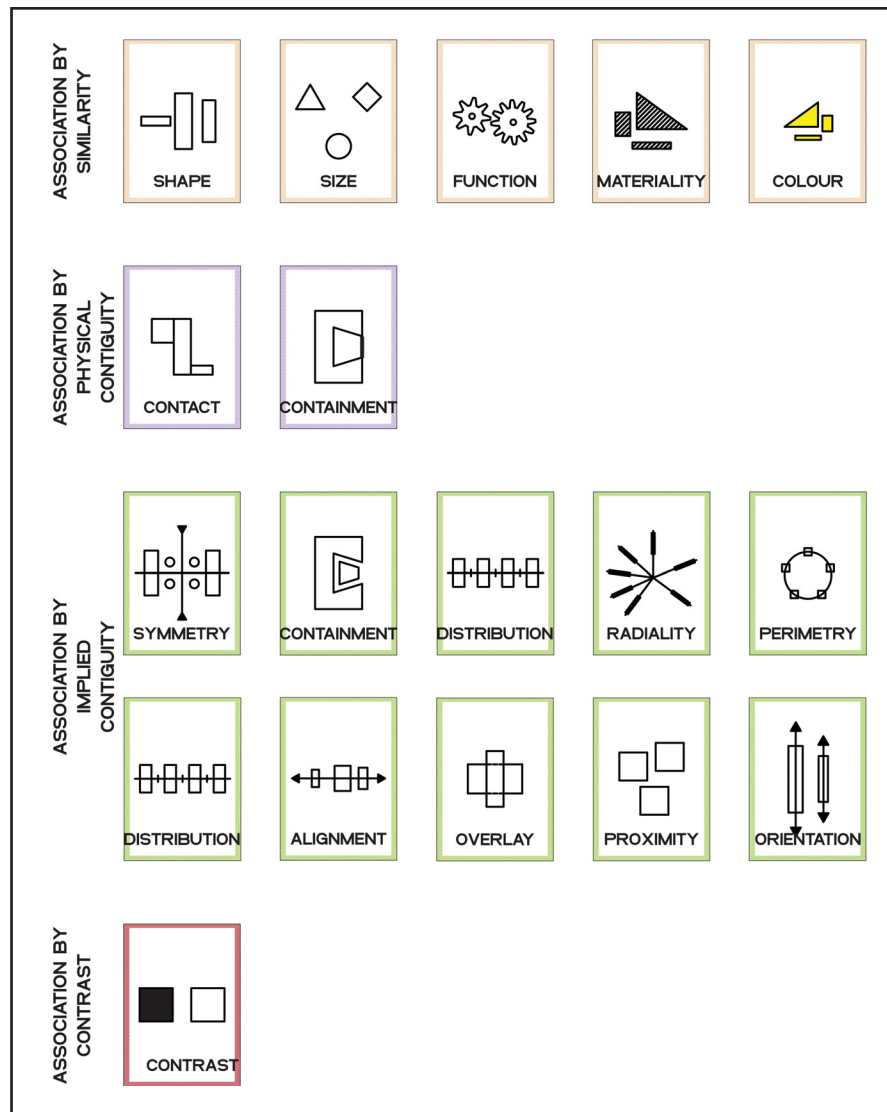 ASSOCIATION BY
SIMILARITY
SHAPE
SIZE
FUNCTION
MATERIALITY
COLOUR
ASSOCIATION BY
PHYSICAL
CONTIGUITY
CONTACT
CONTAINMENT
ASSOCIATION BY
IMPLIED
CONTIGUITY
SYMMETRY
CONTAINMENT
DISTRIBUTION
RADIALITY
PERIMETRY
DISTRIBUTION
ALIGNMENT
OVERLAY
PROXIMITY
ORIENTATION
ASSOCIATION BY
CONTRAST
CONTRAST